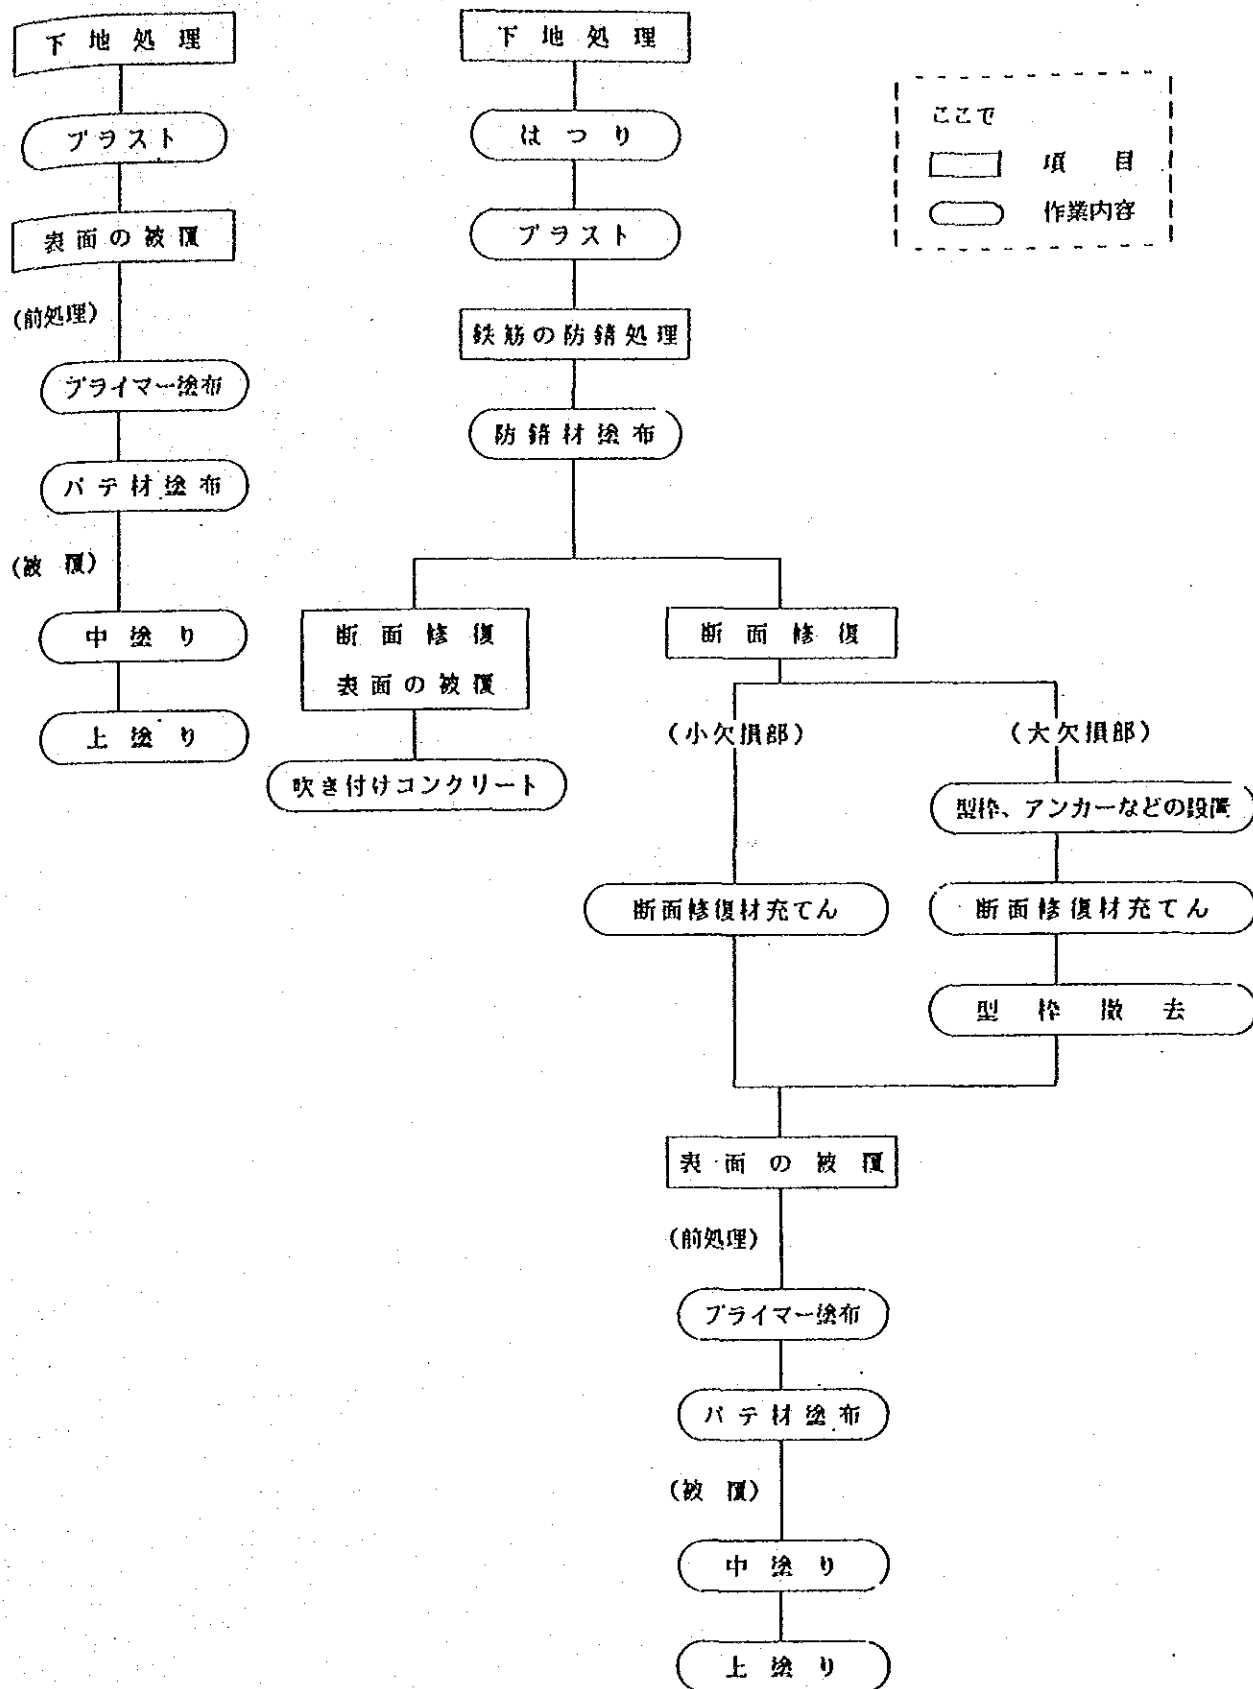 下地処理
ブラスト
表面の被覆
(前処理)
プライマー塗布
パテ材塗布
(被覆)
中塗り
上塗り
下地処理
はつり
ブラスト
鉄筋の防錆処理
防錆材塗布
断面修復
表面の被覆
吹き付けコンクリート
断面修復
(小欠損部)
断面修復材充てん
(大欠損部)
型枠、アンカーなどの設置
断面修復材充てん
型枠撤去
表面の被覆
(前処理)
プライマー塗布
パテ材塗布
(被覆)
中塗り
上塗り
ここで
項目
作業内容